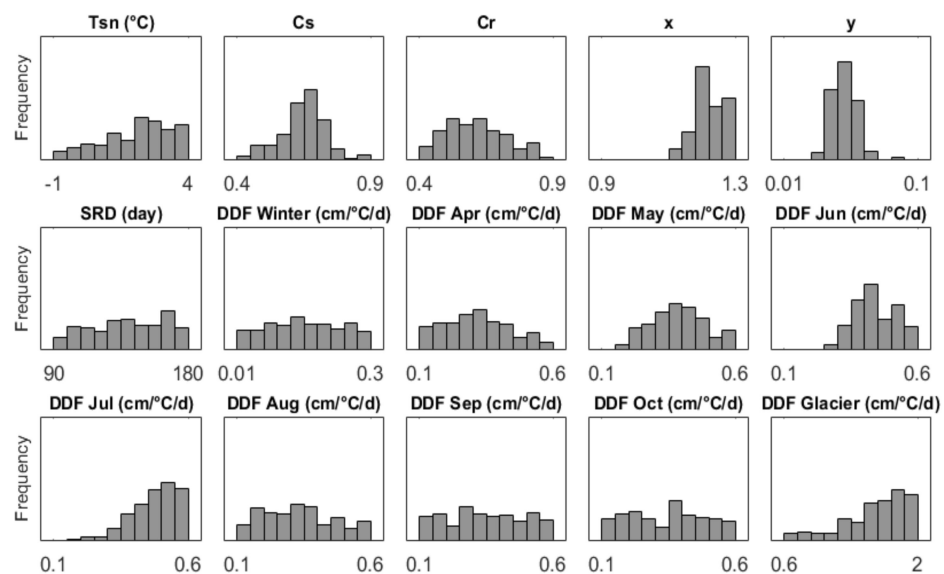 Tsn (°C) Cs Cr x y
Frequency
-1 4 0.4 0.9 0.4 0.9 0.9 1.3 0.01 0.1
SRD (day) DDF Winter (cm/°C/d) DDF Apr (cm/°C/d) DDF May (cm/°C/d) DDF Jun (cm/°C/d)
Frequency
90 180 0.01 0.3 0.1 0.6 0.1 0.6 0.1 0.6
DDF Jul (cm/°C/d) DDF Aug (cm/°C/d) DDF Sep (cm/°C/d) DDF Oct (cm/°C/d) DDF Glacier (cm/°C/d)
Frequency
0.1 0.6 0.1 0.6 0.1 0.6 0.1 0.6 0.6 2